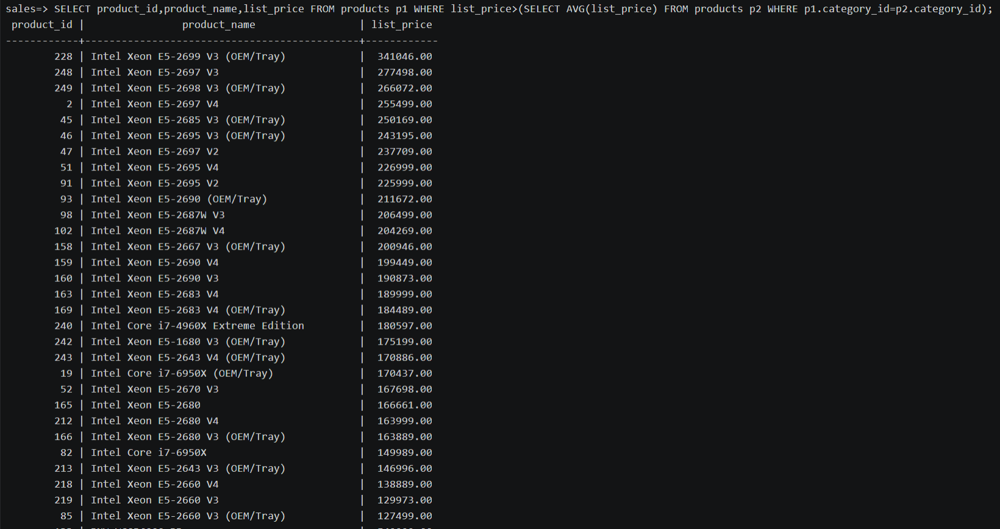 sales=> SELECT product_id,product_name,list_price FROM products p1 WHERE list_price>(SELECT AVG(list_price) FROM products p2 WHERE p1.category_id=p2.category_id);
 product_id |                product_name                 | list_price
------------+---------------------------------------------+------------
        228 | Intel Xeon E5-2699 V3 (OEM/Tray)            |  341046.00
        248 | Intel Xeon E5-2697 V3                       |  277498.00
        249 | Intel Xeon E5-2698 V3 (OEM/Tray)            |  266072.00
          2 | Intel Xeon E5-2697 V4                       |  255499.00
         45 | Intel Xeon E5-2685 V3 (OEM/Tray)            |  250169.00
         46 | Intel Xeon E5-2695 V3 (OEM/Tray)            |  243195.00
         47 | Intel Xeon E5-2697 V2                       |  237709.00
         51 | Intel Xeon E5-2695 V4                       |  226999.00
         91 | Intel Xeon E5-2695 V2                       |  225999.00
         93 | Intel Xeon E5-2690 (OEM/Tray)               |  211672.00
         98 | Intel Xeon E5-2687W V3                      |  206499.00
        102 | Intel Xeon E5-2687W V4                      |  204269.00
        158 | Intel Xeon E5-2667 V3 (OEM/Tray)            |  200946.00
        159 | Intel Xeon E5-2690 V4                       |  199449.00
        160 | Intel Xeon E5-2690 V3                       |  190873.00
        163 | Intel Xeon E5-2683 V4                       |  189999.00
        169 | Intel Xeon E5-2683 V4 (OEM/Tray)            |  184489.00
        240 | Intel Core i7-4960X Extreme Edition         |  180597.00
        242 | Intel Xeon E5-1680 V3 (OEM/Tray)            |  175199.00
        243 | Intel Xeon E5-2643 V4 (OEM/Tray)            |  170886.00
         19 | Intel Core i7-6950X (OEM/Tray)              |  170437.00
         52 | Intel Xeon E5-2670 V3                       |  167698.00
        165 | Intel Xeon E5-2680                          |  166661.00
        212 | Intel Xeon E5-2680 V4                       |  163999.00
        166 | Intel Xeon E5-2680 V3 (OEM/Tray)            |  163889.00
         82 | Intel Core i7-6950X                         |  149989.00
        213 | Intel Xeon E5-2643 V3 (OEM/Tray)            |  146996.00
        218 | Intel Xeon E5-2660 V4                       |  138889.00
        219 | Intel Xeon E5-2660 V3                       |  129973.00
         85 | Intel Xeon E5-2660 V3 (OEM/Tray)            |  127499.00